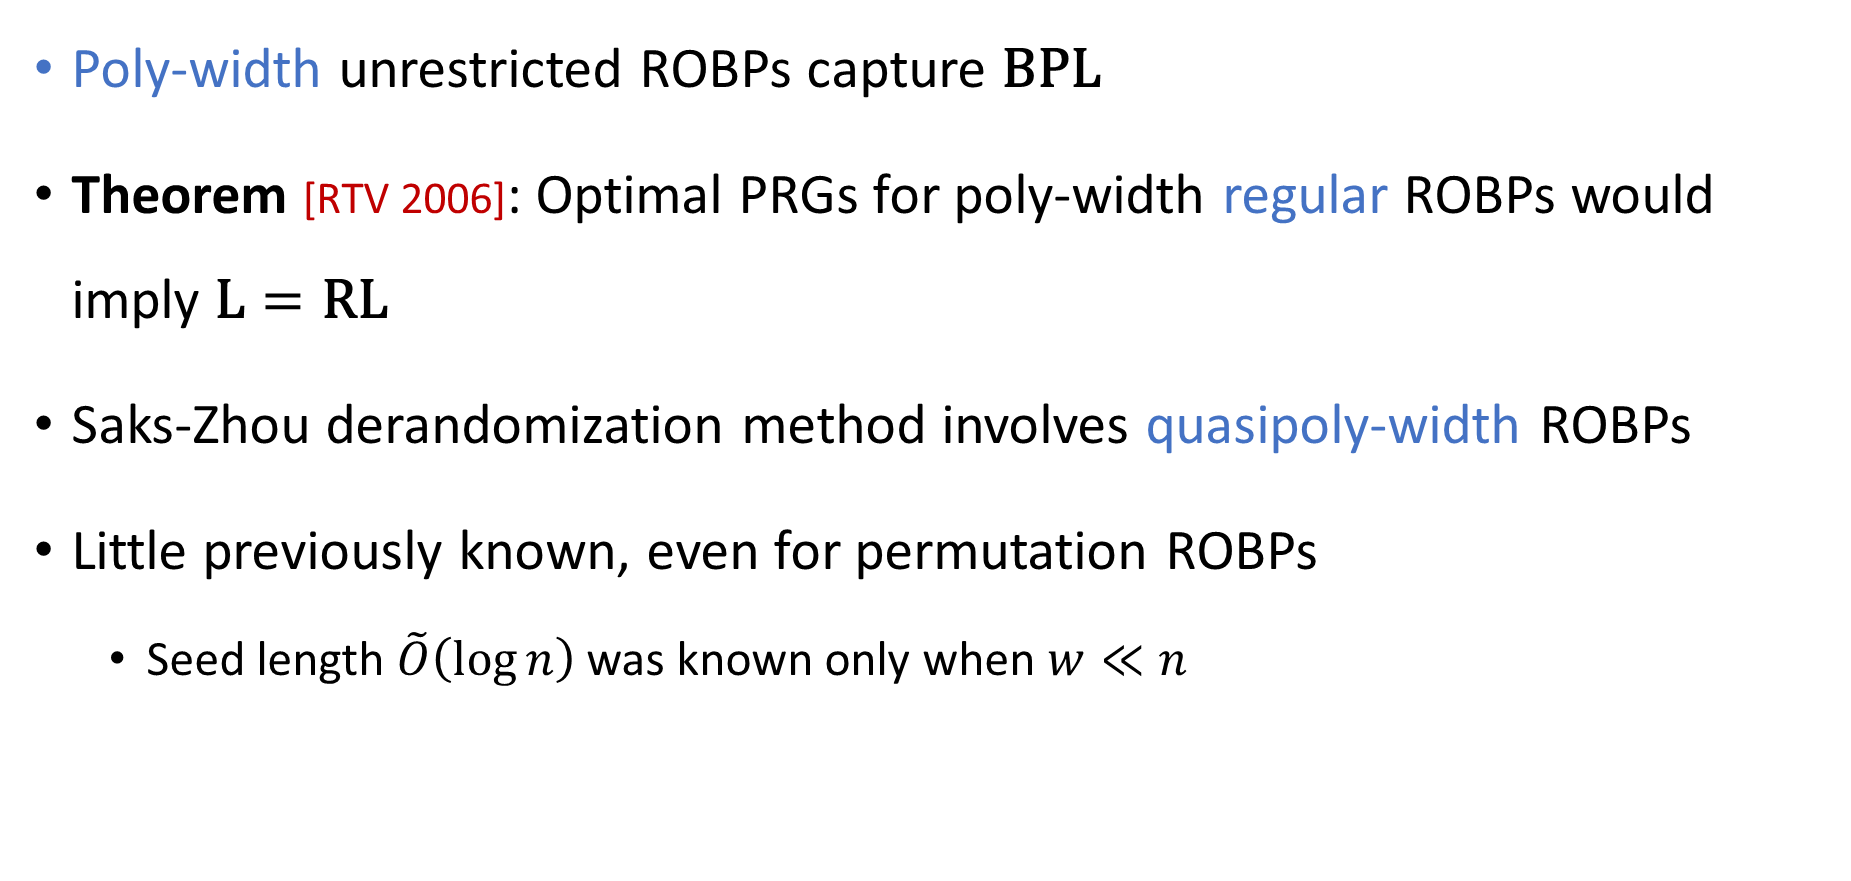 • Poly-width unrestricted ROBPs capture BPL
• Theorem [RTV 2006]: Optimal PRGs for poly-width regular ROBPs would
imply L = RL
• Saks-Zhou derandomization method involves quasipoly-width ROBPs
• Little previously known, even for permutation ROBPs
• Seed length Õ(log n) was known only when w ≪ n